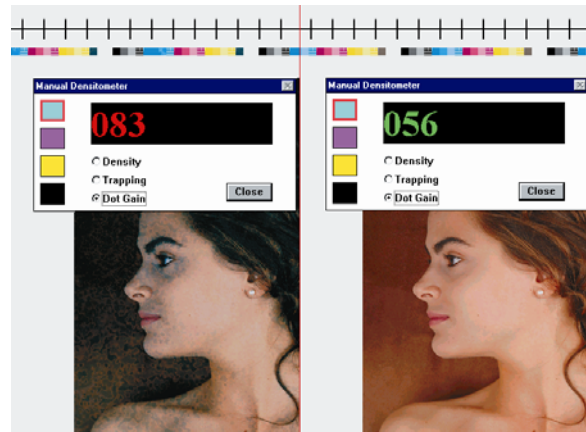 Manual Densitometer
083
Density
Trapping
Dot Gain
Close
Manual Densitometer
056
Density
Trapping
Dot Gain
Close